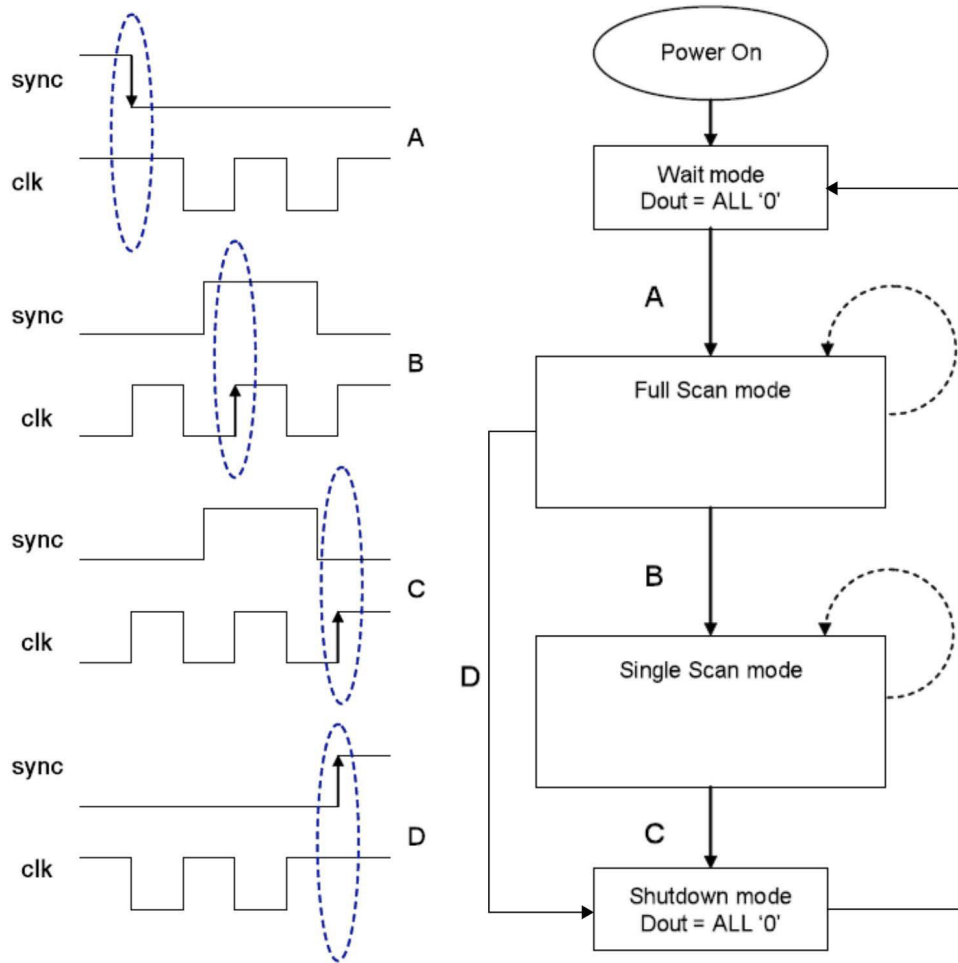 sync
A
clk
sync
B
clk
sync
C
clk
sync
D
clk
Power On
Wait mode
Dout = ALL ‘0’
A
Full Scan mode
B
Single Scan mode
D
C
Shutdown mode
Dout = ALL ‘0’